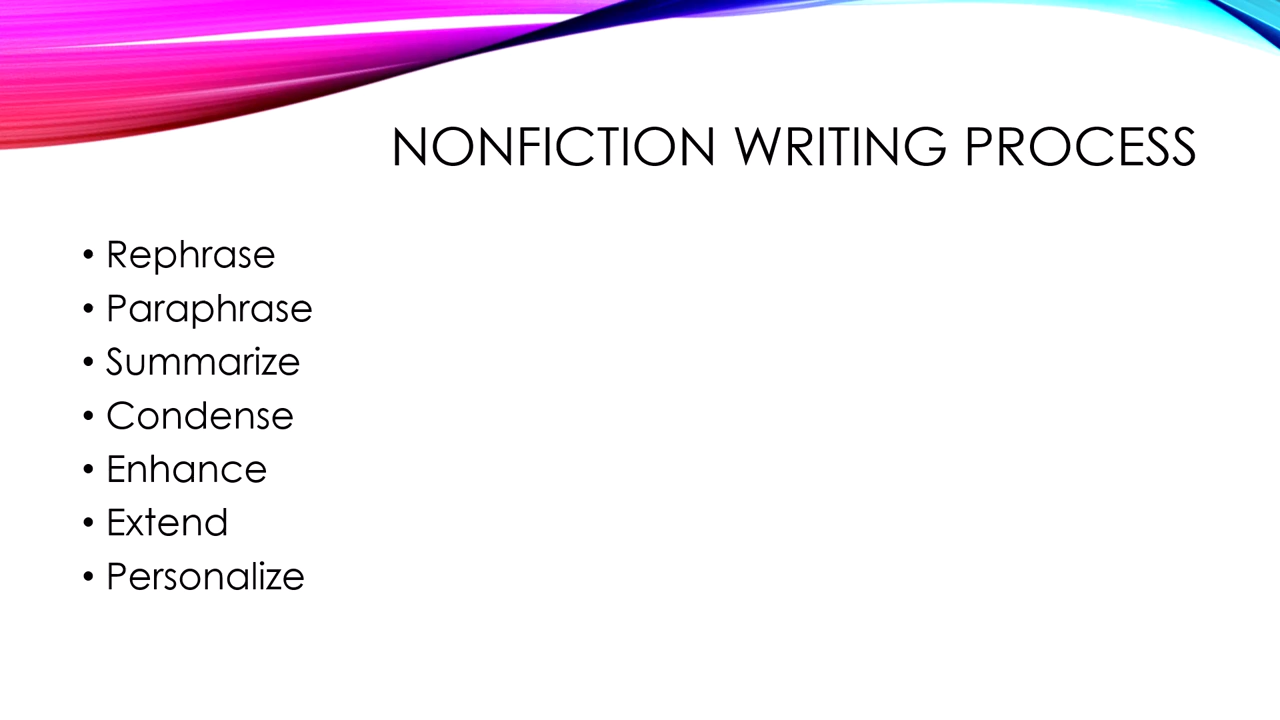 NONFICTION WRITING PROCESS
• Rephrase
• Paraphrase
• Summarize
• Condense
• Enhance
• Extend
• Personalize